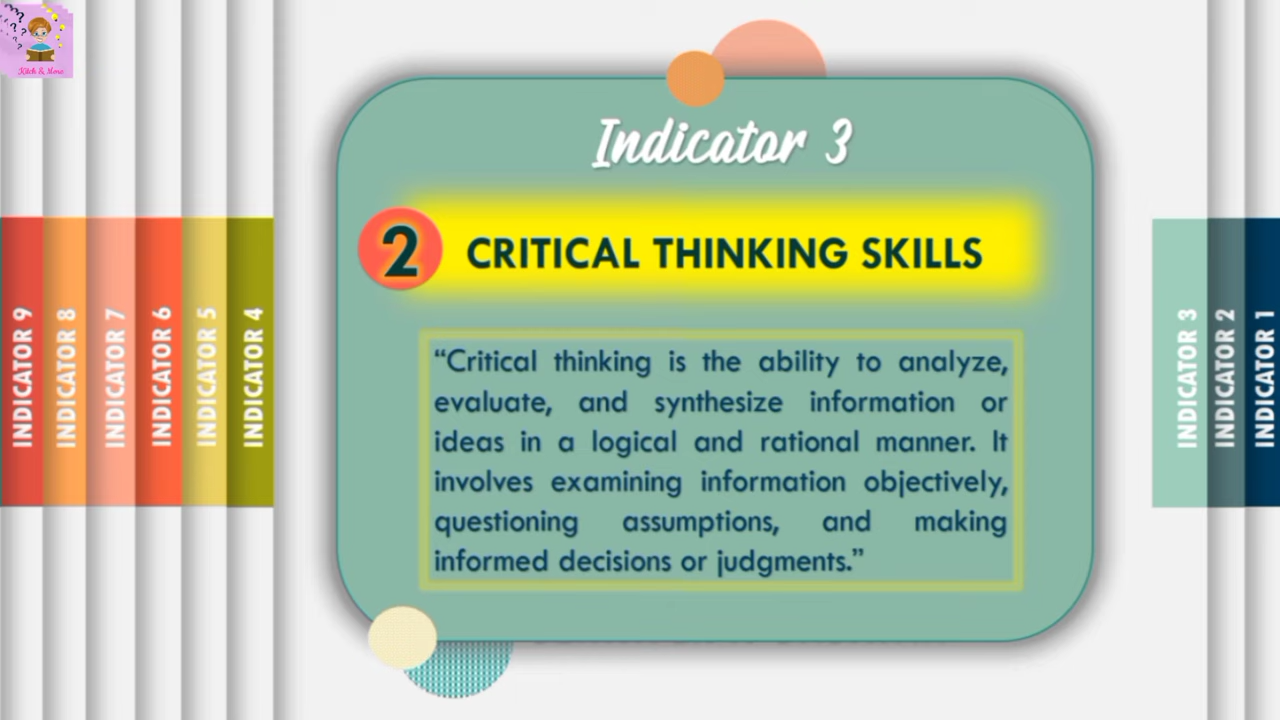 Kitch & More
Indicator 3
2 CRITICAL THINKING SKILLS
“Critical thinking is the ability to analyze,
evaluate, and synthesize information or
ideas in a logical and rational manner. It
involves examining information objectively,
questioning assumptions, and making
informed decisions or judgments.”
INDICATOR 9
INDICATOR 8
INDICATOR 7
INDICATOR 6
INDICATOR 5
INDICATOR 4
INDICATOR 3
INDICATOR 2
INDICATOR 1